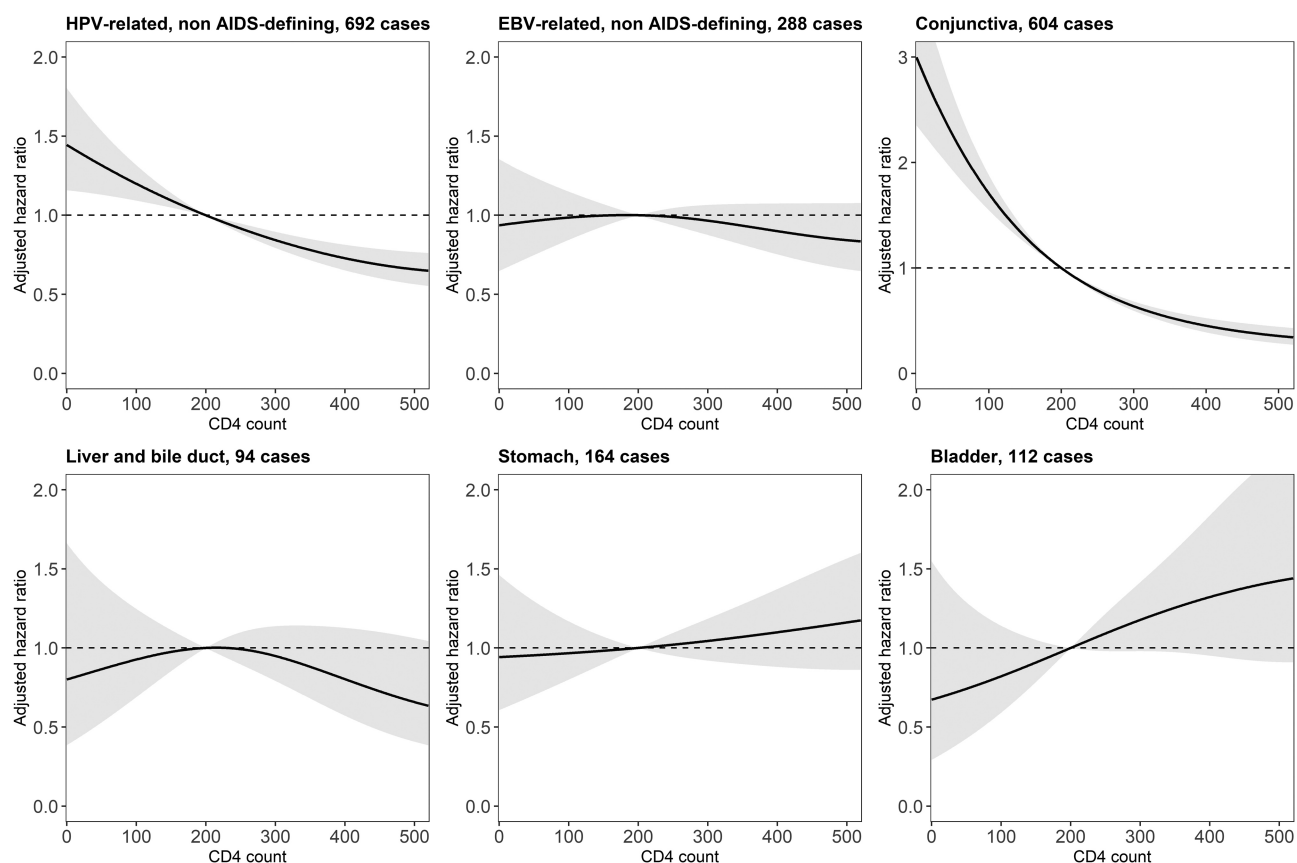 HPV-related, non AIDS-defining, 692 cases
2.0
1.5
1.0
0.5
0.0
Adjusted hazard ratio
0 100 200 300 400 500
CD4 count
EBV-related, non AIDS-defining, 288 cases
2.0
1.5
1.0
0.5
0.0
Adjusted hazard ratio
0 100 200 300 400 500
CD4 count
Conjunctiva, 604 cases
3
2
1
0
Adjusted hazard ratio
0 100 200 300 400 500
CD4 count
Liver and bile duct, 94 cases
2.0
1.5
1.0
0.5
0.0
Adjusted hazard ratio
0 100 200 300 400 500
CD4 count
Stomach, 164 cases
2.0
1.5
1.0
0.5
0.0
Adjusted hazard ratio
0 100 200 300 400 500
CD4 count
Bladder, 112 cases
2.0
1.5
1.0
0.5
0.0
Adjusted hazard ratio
0 100 200 300 400 500
CD4 count